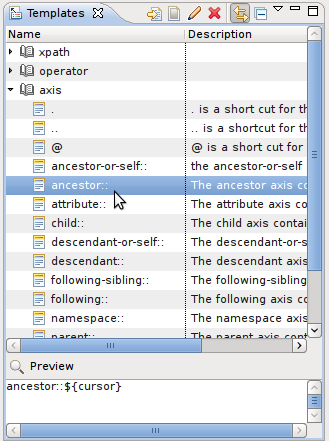 Templates
Name Description
xpath
operator
axis
. . is a short cut for th
.. .. is a shortcut for th
@ @ is a short cut for
ancestor-or-self:: the ancestor-or-self
ancestor:: The ancestor axis co
attribute:: The attribute axis co
child:: The child axis contai
descendant-or-self:: The descendant-or-s
descendant:: The descendant axis
following-sibling:: The following-sibling
following:: The following axis co
namespace:: The namespace axis
parent:: The parent axis cont
Preview
ancestor::${cursor}